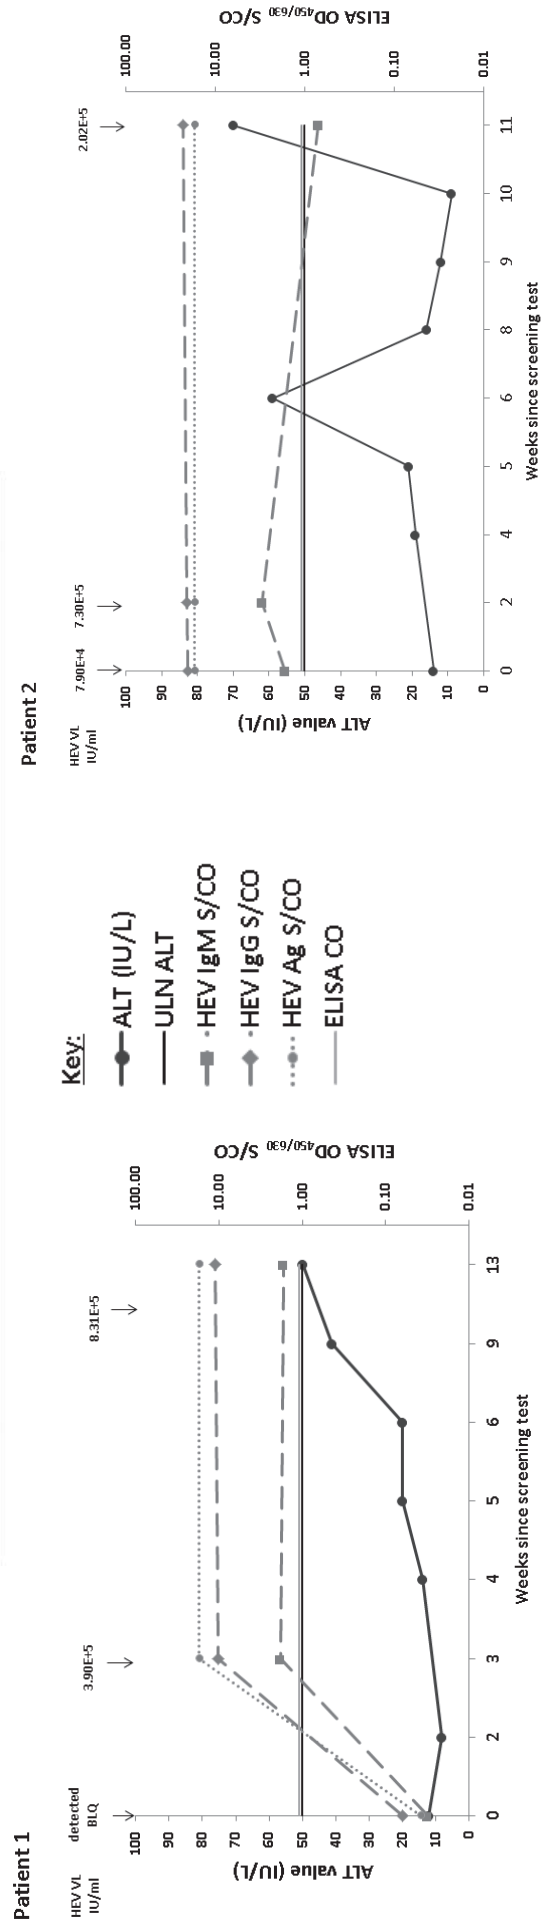 Patient 1
HEV VL
IU/ml
detected
BLQ
3.90E+5
8.31E+5
100
90
80
70
60
50
40
30
20
10
0
ALT value (IU/L)
100.00
10.00
1.00
0.10
0.01
ELISA OD450/630 S/CO
0 2 3 4 5 6 9 13
Weeks since screening test
Key:
ALT (IU/L)
ULN ALT
HEV IgM S/CO
HEV IgG S/CO
HEV Ag S/CO
ELISA CO
Patient 2
HEV VL
IU/ml
7.90E+4
7.30E+5
2.02E+5
100
90
80
70
60
50
40
30
20
10
0
ALT value (IU/L)
100.00
10.00
1.00
0.10
0.01
ELISA OD450/630 S/CO
0 2 4 5 6 8 9 10 11
Weeks since screening test